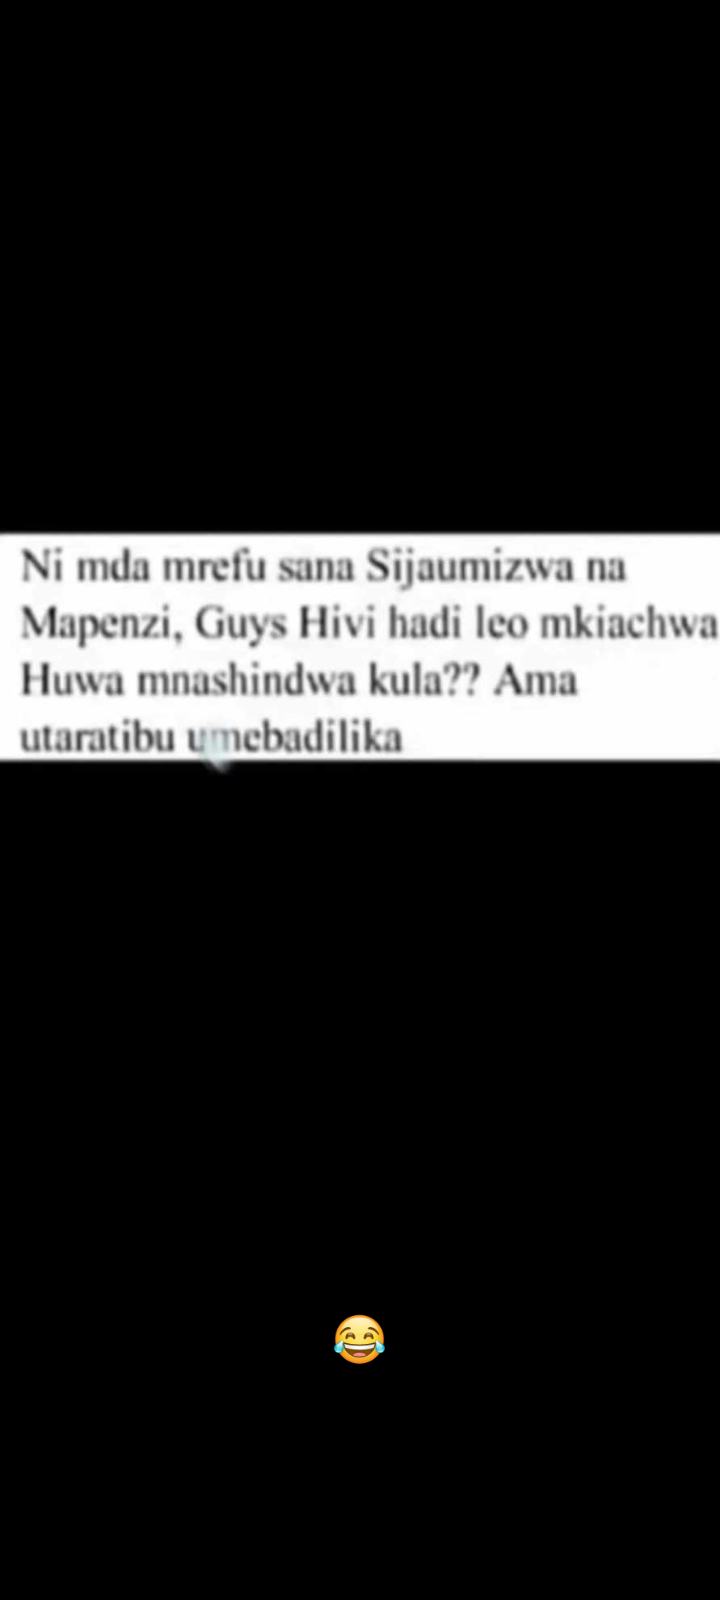 Ni mda mrefu sana Sijaumizwa na
Mapenzi, Guys Hivi hadi leo mkiachwa
Huwa mnashindwa kula?? Ama
utaratibu umebadilika
😂